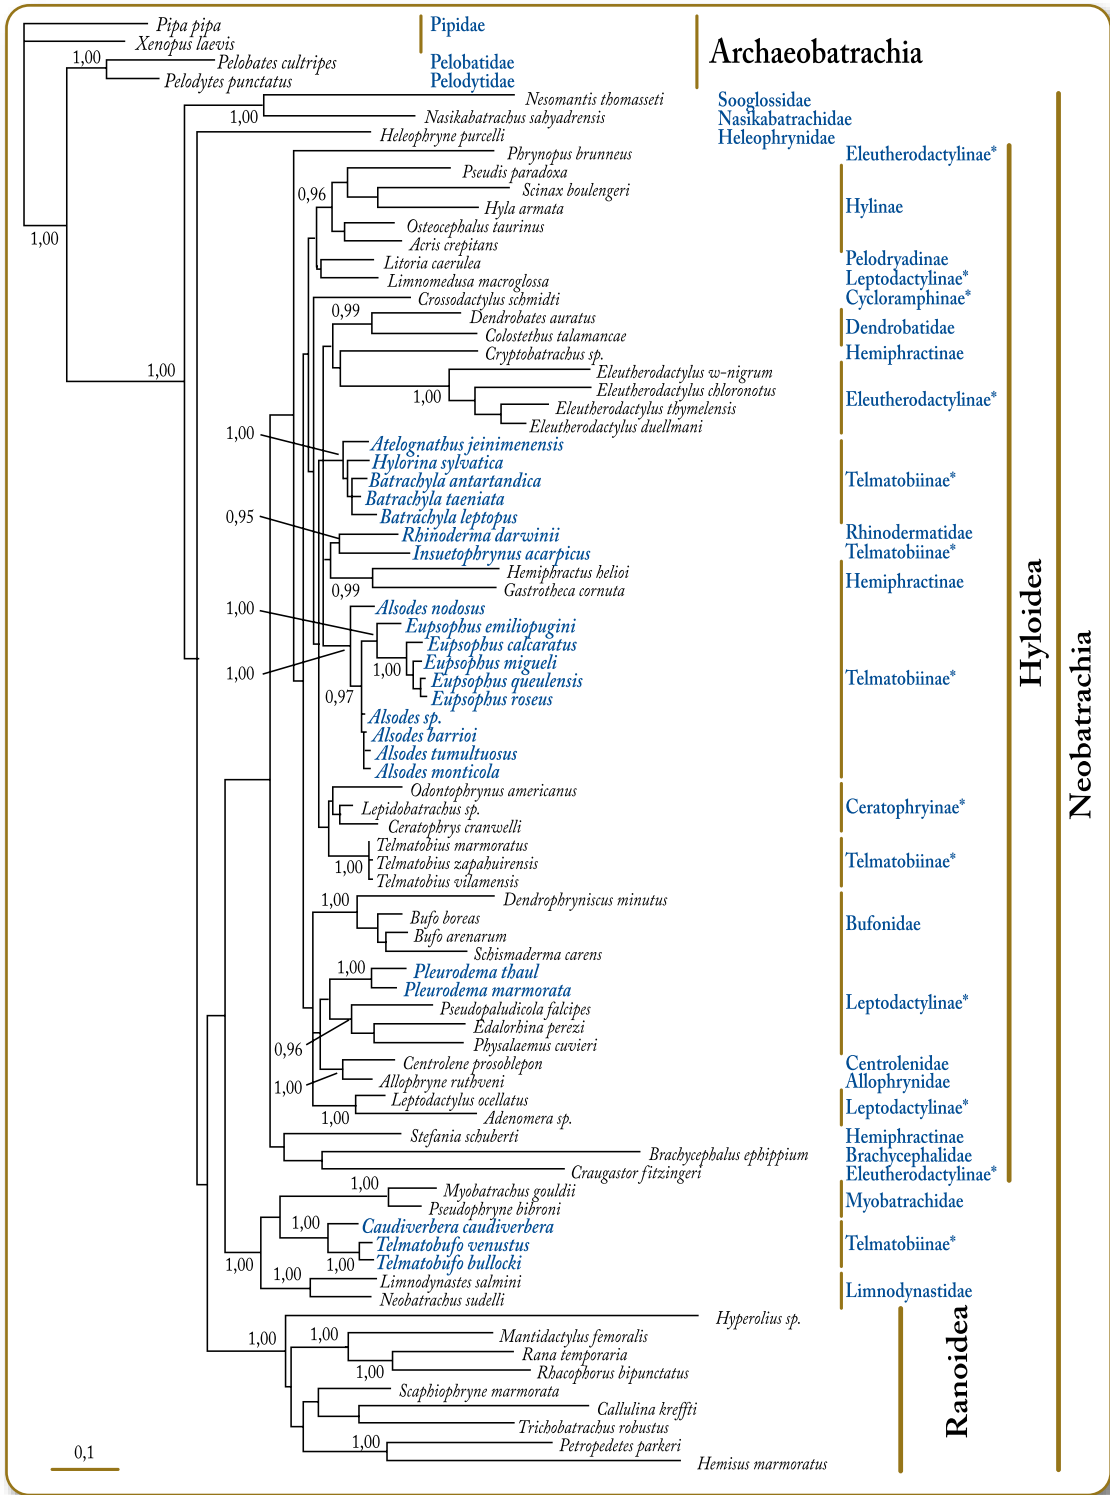 Pipa pipa
Pipidae
Xenopus laevis
Archaeobatrachia
1,00
Pelobates cultripes
Pelobatidae
Pelodytes punctatus
Pelodytidae
Nesomantis thomasseti
Sooglossidae
1,00
Nasikabatrachus sahyadrensis
Nasikabatrachidae
Heleophryne purcelli
Heleophrynidae
Phrynopus brunneus
Eleutherodactylinae*
Pseudis paradoxa
0,96
Scinax boulengeri
Hyla armata
Hylinae
Osteocephalus taurinus
1,00
Acris crepitans
Litoria caerulea
Pelodryadinae
Limnomedusa macroglossa
Leptodactylinae*
Crossodactylus schmidti
Cycloramphinae*
0,99
Dendrobates auratus
Dendrobatidae
Colostethus talamancae
Cryptobatrachus sp.
Hemiphractinae
1,00
Eleutherodactylus w-nigrum
Eleutherodactylus chloronotus
1,00
Eleutherodactylinae*
Eleutherodactylus thymelensis
Eleutherodactylus duellmani
1,00
Atelognathus jeinimenensis
Hylorina sylvatica
Batrachyla antartandica
Telmatobiinae*
Batrachyla taeniata
Batrachyla leptopus
0,95
Rhinoderma darwinii
Rhinodermatidae
Insuetophrynus acarpicus
Telmatobiinae*
Hemiphractus helioi
Hemiphractinae
0,99
Gastrotheca cornuta
1,00
Alsodes nodosus
Eupsophus emiliopugini
Eupsophus calcaratus
Eupsophus migueli
1,00
1,00
Eupsophus queulensis
Telmatobiinae*
0,97
Eupsophus roseus
Alsodes sp.
Alsodes barrioi
Alsodes tumultuosus
Alsodes monticola
Hyloidea
Neobatrachia
Odontophrynus americanus
Lepidobatrachus sp.
Ceratophryinae*
Ceratophrys cranwelli
Telmatobius marmoratus
1,00
Telmatobius zapahuirensis
Telmatobiinae*
Telmatobius vilamensis
1,00
Dendrophryniscus minutus
Bufo boreas
Bufonidae
Bufo arenarum
Schismaderma carens
1,00
Pleurodema thaul
Pleurodema marmorata
Leptodactylinae*
Pseudopaludicola falcipes
Edalorhina perezi
0,96
Physalaemus cuvieri
Centrolene prosoblepon
Centrolenidae
1,00
Allophryne ruthveni
Allophrynidae
Leptodactylus ocellatus
Leptodactylinae*
1,00
Adenomera sp.
Stefania schuberti
Hemiphractinae
Brachycephalus ephippium
Brachycephalidae
Craugastor fitzingeri
Eleutherodactylinae*
1,00
Myobatrachus gouldii
Myobatrachidae
Pseudophryne bibroni
1,00
Caudiverbera caudiverbera
Telmatobufo venustus
Telmatobiinae*
1,00
1,00
Telmatobufo bullocki
1,00
Limnodynastes salmini
Limnodynastidae
Neobatrachus sudelli
Hyperolius sp.
1,00
1,00
Mantidactylus femoralis
Rana temporaria
1,00
Rhacophorus bipunctatus
Ranoidea
Scaphiophryne marmorata
Callulina kreffti
Trichobatrachus robustus
1,00
Petropedetes parkeri
0,1
Hemisus marmoratus